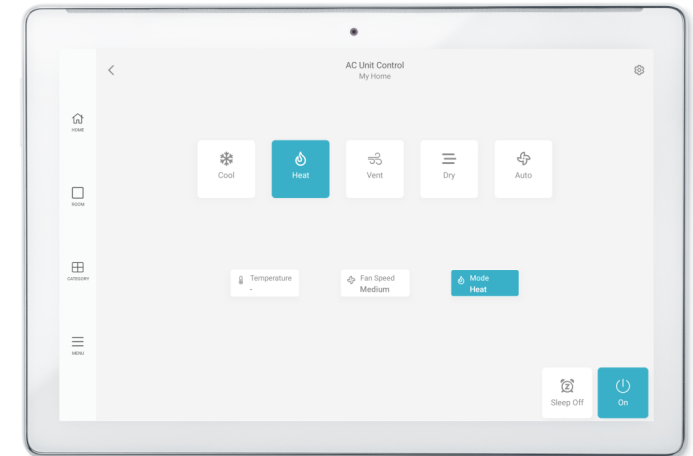 AC Unit Control
My Home
HOME
Cool
Heat
Vent
Dry
Auto
ROOM
CATEGORY
Temperature
-
Fan Speed
Medium
Mode
Heat
MENU
Sleep Off
On